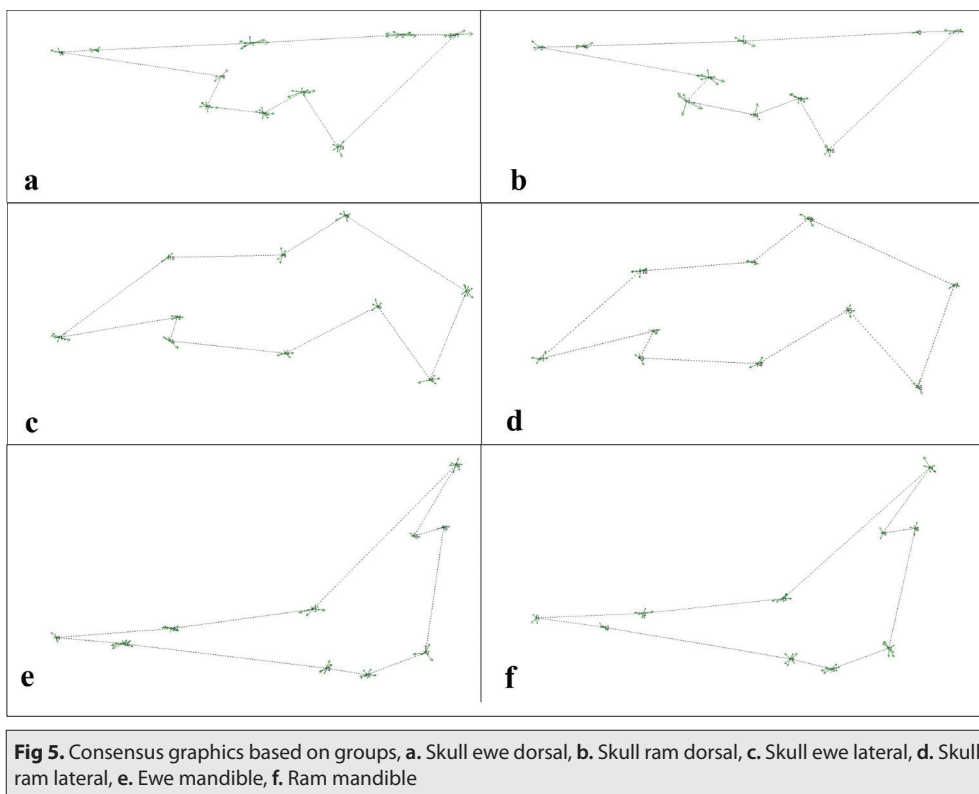 a
b
c
d
e
f
Fig 5. Consensus graphics based on groups, a. Skull ewe dorsal, b. Skull ram dorsal, c. Skull ewe lateral, d. Skull
ram lateral, e. Ewe mandible, f. Ram mandible